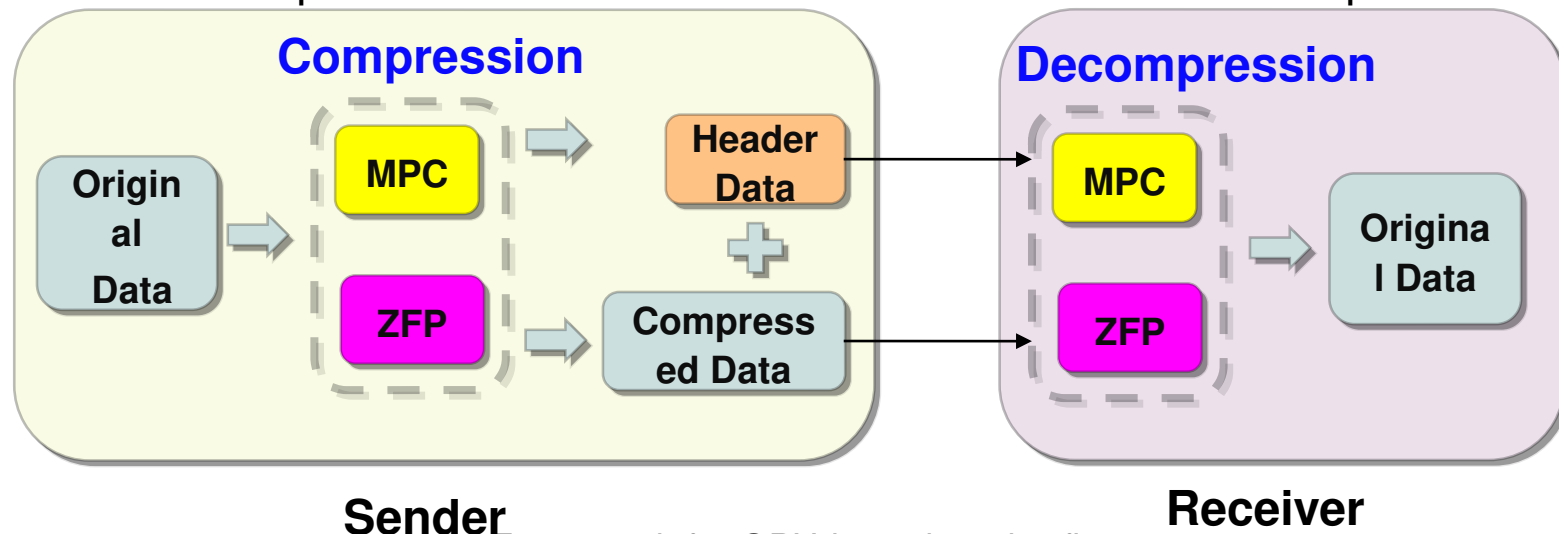 Compression
Decompression
Origin
al
Data
MPC
ZFP
Header
Data
Compress
ed Data
MPC
ZFP
Origina
l Data
Sender
Receiver